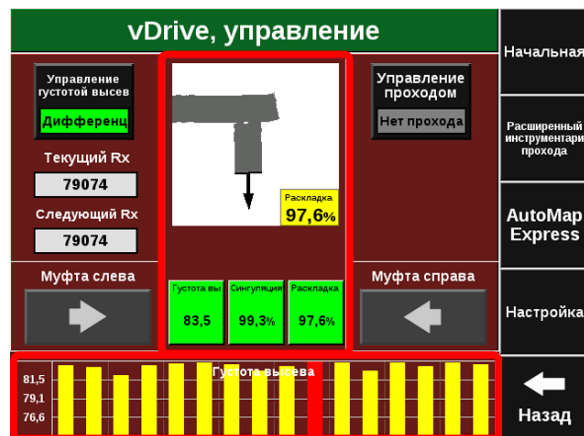 vDrive, управление
Управление
густотой высев
Дифференц
Текущий Rx
79074
Следующий Rx
79074
Муфта слева
Раскладка
97,6%
Густота вы
83,5
Сингуляция
99,3%
Раскладка
97,6%
Управление
проходом
Нет прохода
Муфта справа
Густота высева
81,5
79,1
76,6
Начальная
Расширенный
инструментари
прохода
AutoMap
Express
Настройка
Назад